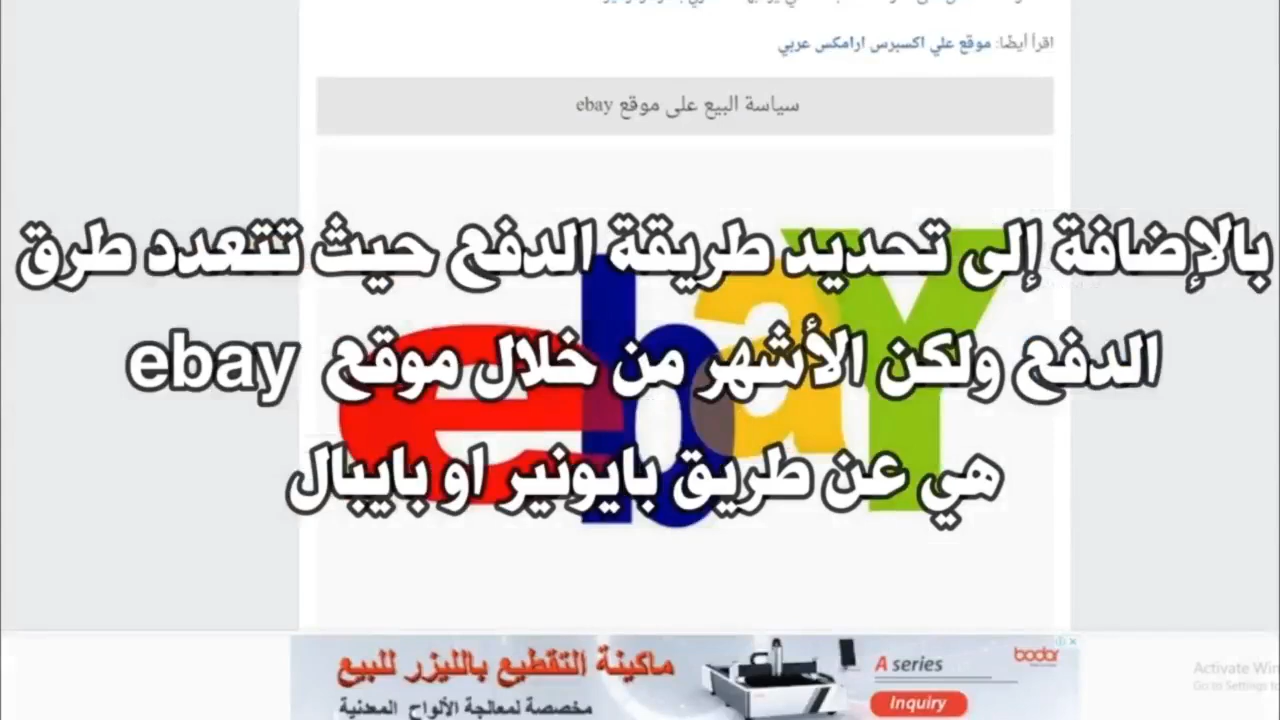 اقرأ أيضًا: موقع علي اكسبرس ارامكس عربي
سياسة البيع على موقع ebay
ebay
بالإضافة إلى تحديد طريقة الدفع حيث تتعدد طرق
الدفع ولكن الأشهر من خلال موقع ebay
هي عن طريق بايونير او بايبال
ماكينة التقطيع بالليزر للبيع
مخصصة لمعالجة الألواح المعدنية
A series
Inquiry
bodor
Activate Win
Go to Settings to